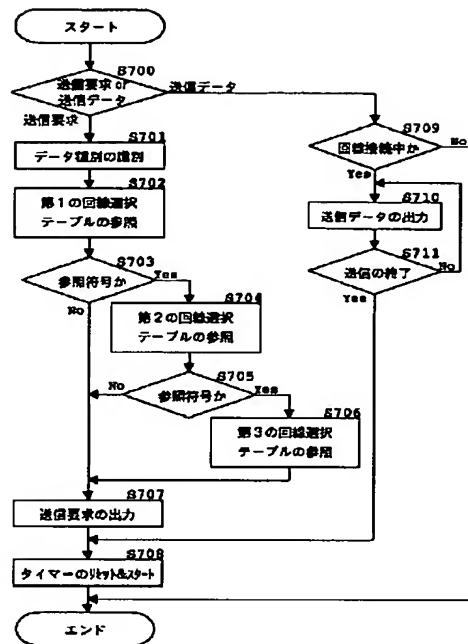 スタート
S700
送信要求 or
送信データ
送信データ
送信要求
S701
データ種別の識別
S702
第1の回線選択
テーブルの参照
S703
参照符号か
Yes
No
S704
第2の回線選択
テーブルの参照
S705
参照符号か
No
Yes
S706
第3の回線選択
テーブルの参照
S707
送信要求の出力
S708
タイマーのリセット&スタート
エンド
S709
回線接続中か
No
Yes
S710
送信データの出力
S711
送信の終了
No
Yes